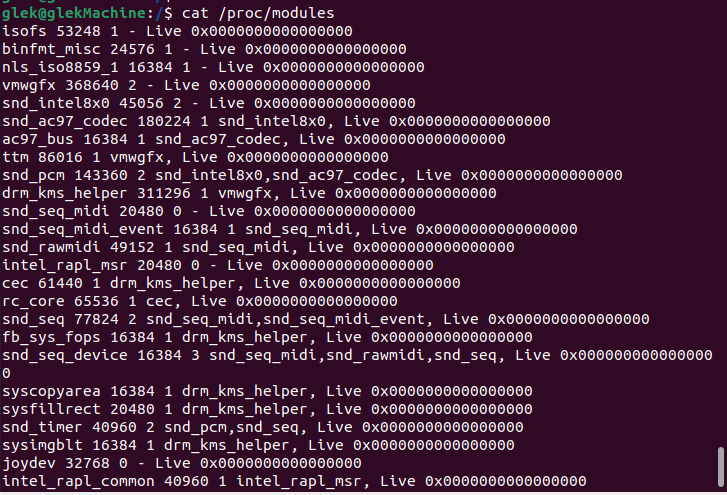 glek@glekMachine:/$ cat /proc/modules
isofs 53248 1 - Live 0x0000000000000000
binfmt_misc 24576 1 - Live 0x0000000000000000
nls_iso8859_1 16384 1 - Live 0x0000000000000000
vmwgfx 368640 2 - Live 0x0000000000000000
snd_intel8x0 45056 2 - Live 0x0000000000000000
snd_ac97_codec 180224 1 snd_intel8x0, Live 0x0000000000000000
ac97_bus 16384 1 snd_ac97_codec, Live 0x0000000000000000
ttm 86016 1 vmwgfx, Live 0x0000000000000000
snd_pcm 143360 2 snd_intel8x0,snd_ac97_codec, Live 0x0000000000000000
drm_kms_helper 311296 1 vmwgfx, Live 0x0000000000000000
snd_seq_midi 20480 0 - Live 0x0000000000000000
snd_seq_midi_event 16384 1 snd_seq_midi, Live 0x0000000000000000
snd_rawmidi 49152 1 snd_seq_midi, Live 0x0000000000000000
intel_rapl_msr 20480 0 - Live 0x0000000000000000
cec 61440 1 drm_kms_helper, Live 0x0000000000000000
rc_core 65536 1 cec, Live 0x0000000000000000
snd_seq 77824 2 snd_seq_midi,snd_seq_midi_event, Live 0x0000000000000000
fb_sys_fops 16384 1 drm_kms_helper, Live 0x0000000000000000
snd_seq_device 16384 3 snd_seq_midi,snd_rawmidi,snd_seq, Live 0x000000000000000
0
syscopyarea 16384 1 drm_kms_helper, Live 0x0000000000000000
sysfillrect 20480 1 drm_kms_helper, Live 0x0000000000000000
snd_timer 40960 2 snd_pcm,snd_seq, Live 0x0000000000000000
sysimgblt 16384 1 drm_kms_helper, Live 0x0000000000000000
joydev 32768 0 - Live 0x0000000000000000
intel_rapl_common 40960 1 intel_rapl_msr, Live 0x0000000000000000